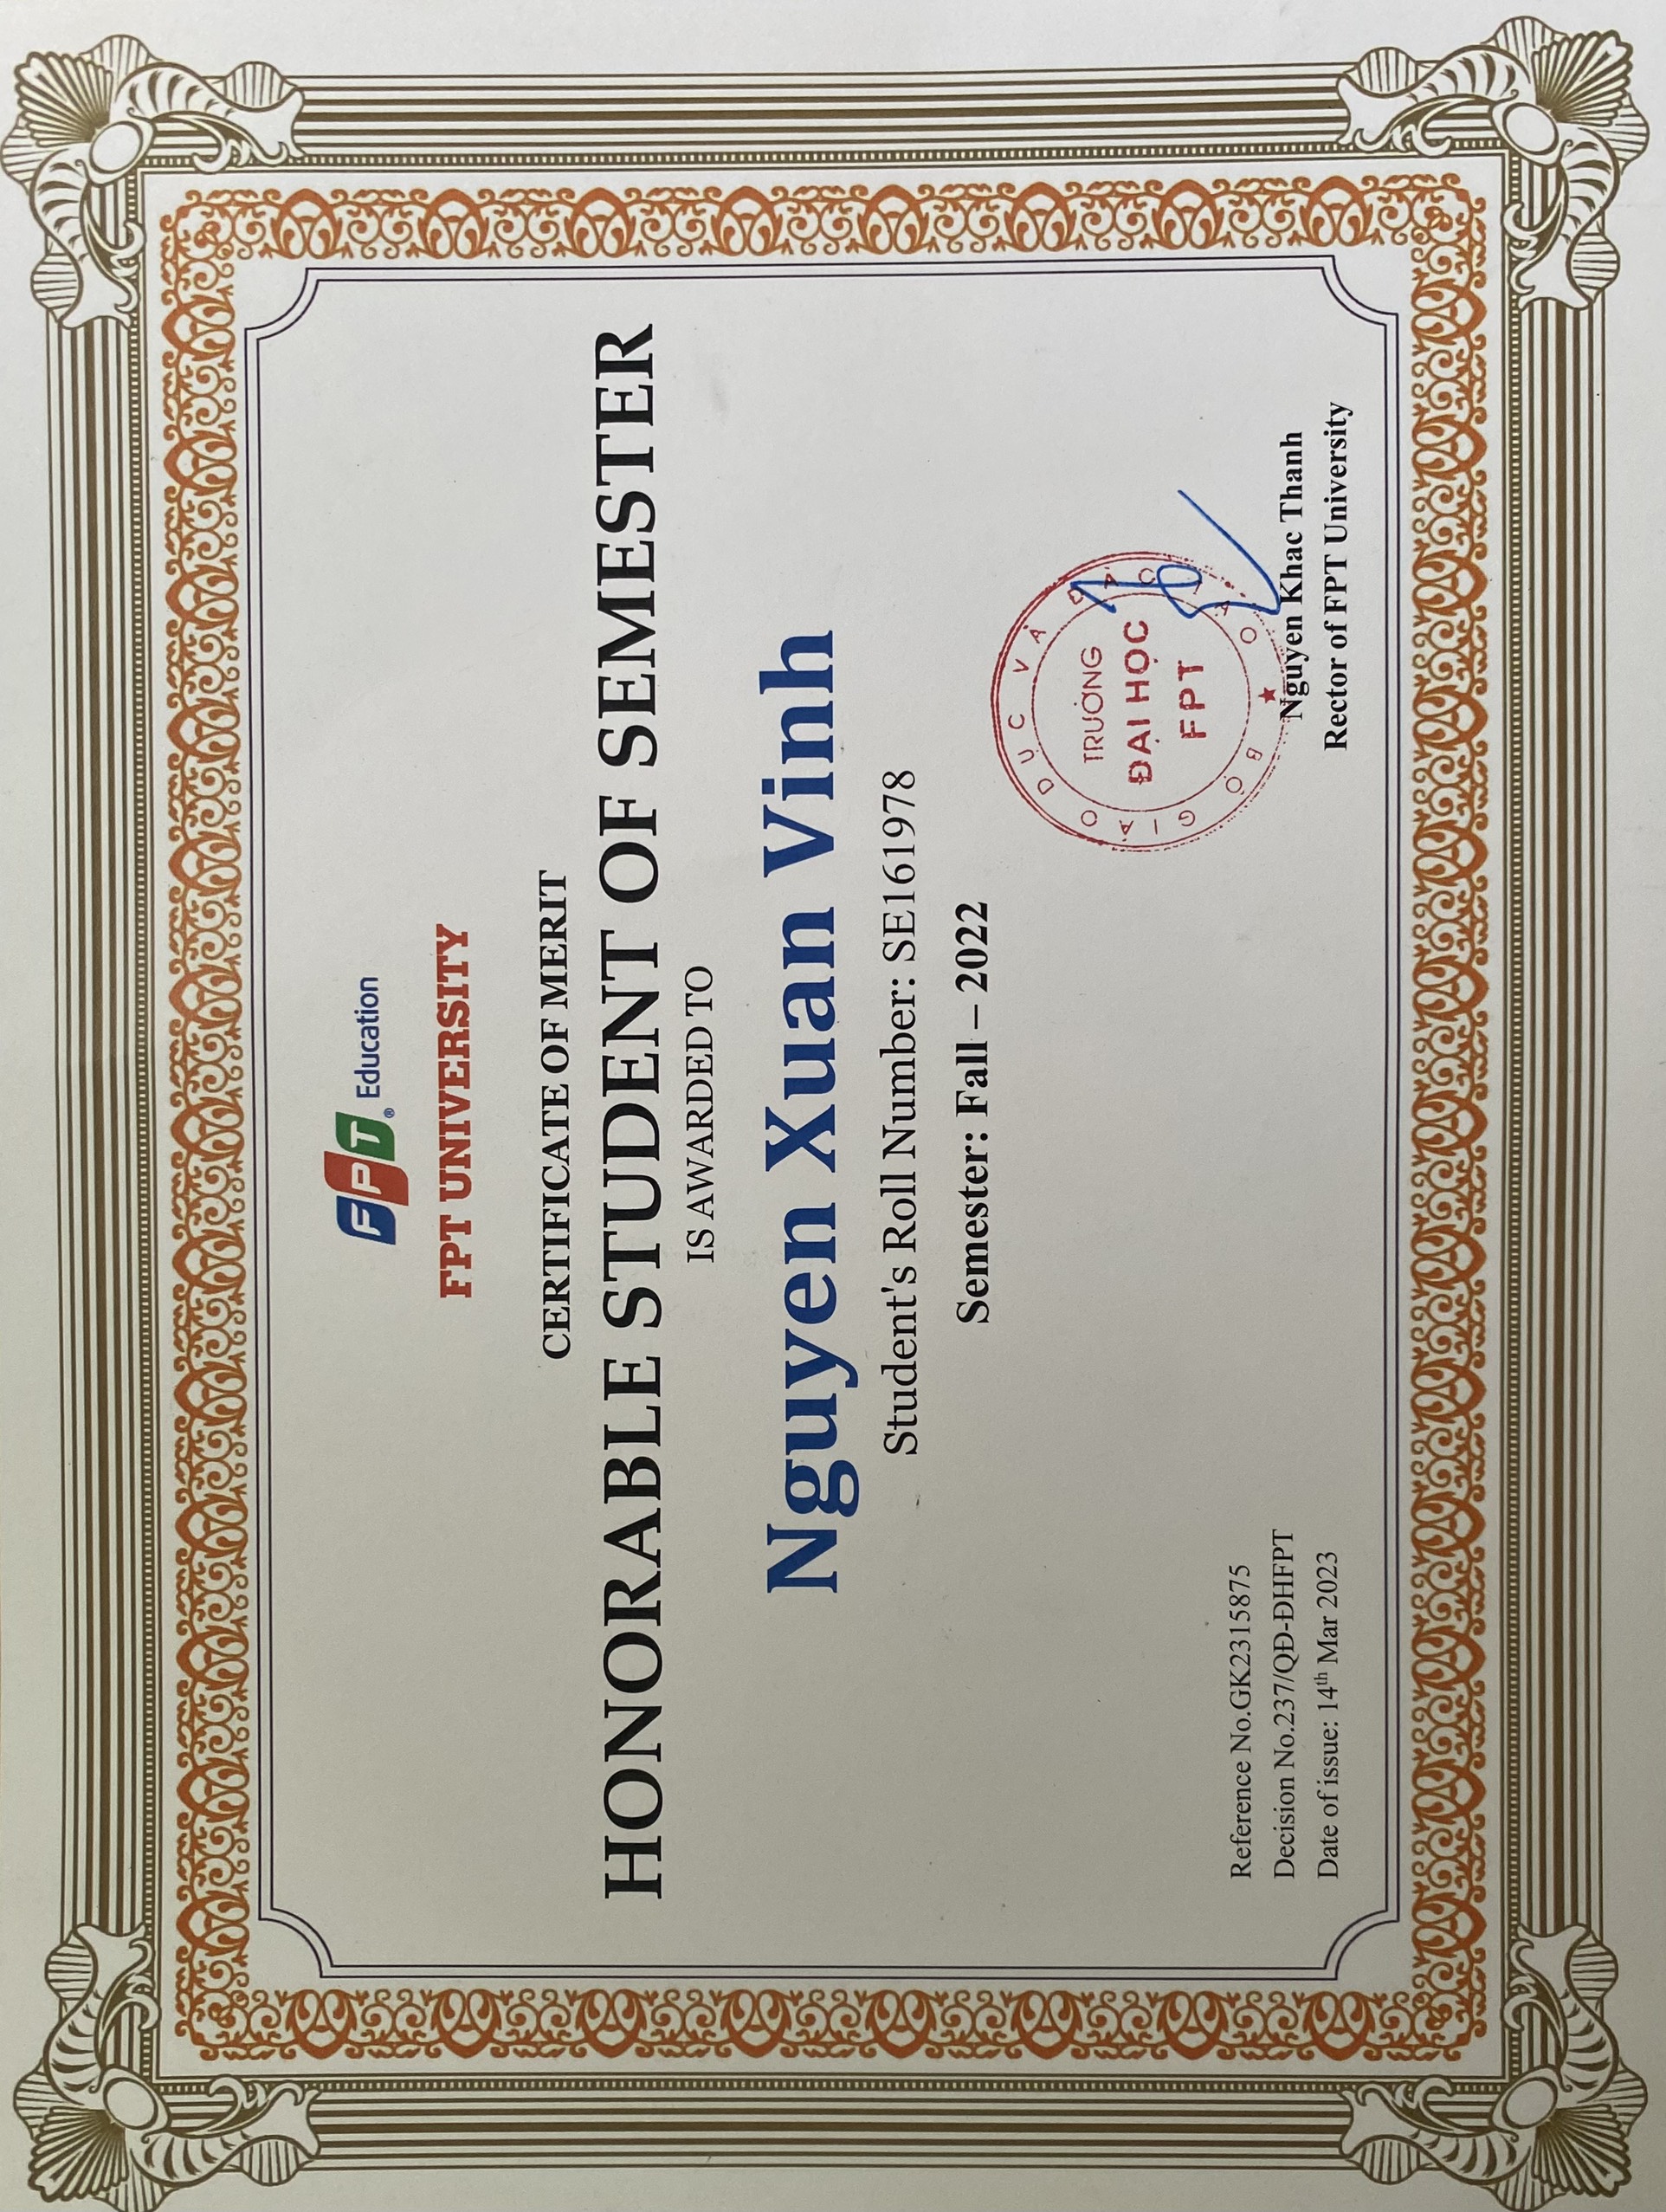 FPT® Education
FPT UNIVERSITY
CERTIFICATE OF MERIT
HONORABLE STUDENT OF SEMESTER
IS AWARDED TO
Nguyen Xuan Vinh
Student's Roll Number: SE161978
Semester: Fall – 2022
BỘ GIÁO DỤC VÀ ĐÀO TẠO
TRƯỜNG
ĐẠI HỌC
FPT
Nguyen Khac Thanh
Rector of FPT University
Reference No.GK2315875
Decision No.237/QĐ-ĐHFPT
Date of issue: 14th Mar 2023